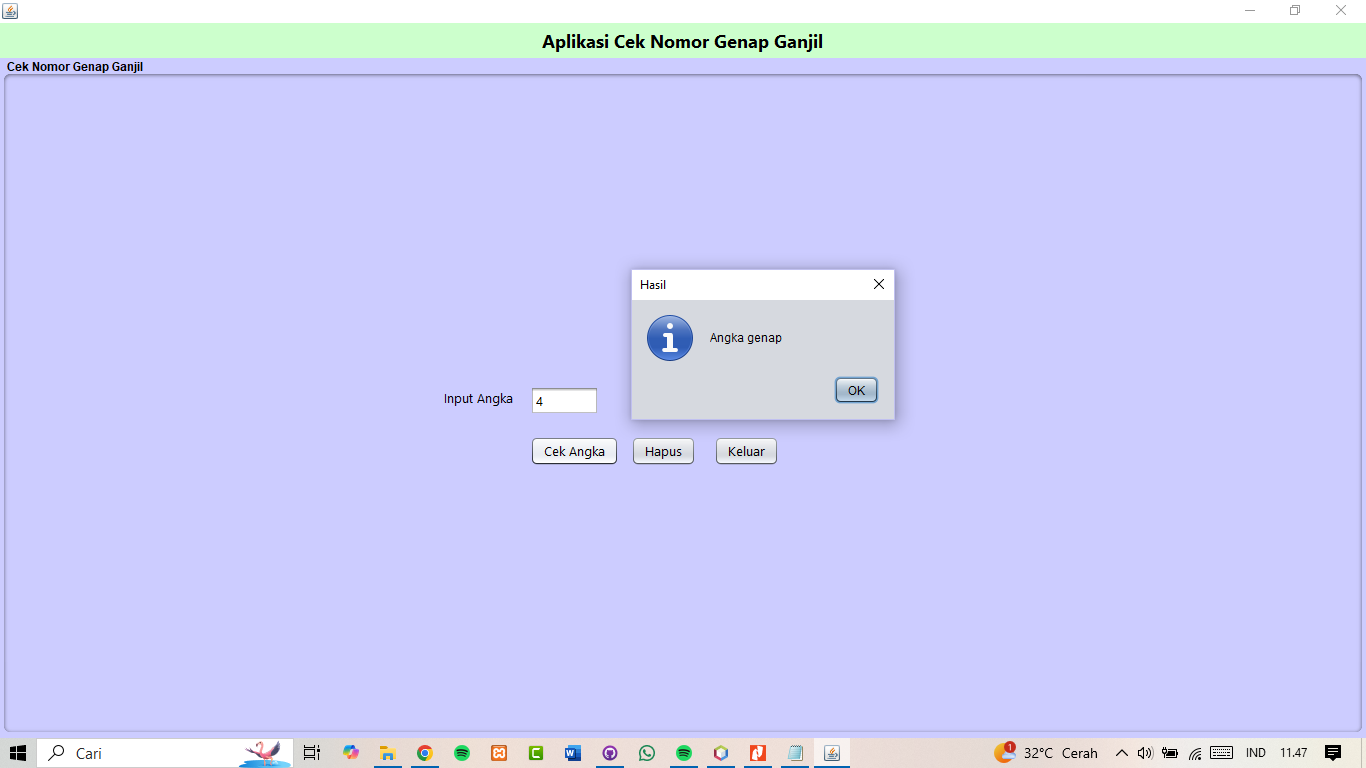 Aplikasi Cek Nomor Genap Ganjil
Cek Nomor Genap Ganjil
Hasil
Angka genap
OK
Input Angka
4
Cek Angka
Hapus
Keluar
Cari
1
32°C Cerah
IND
11.47